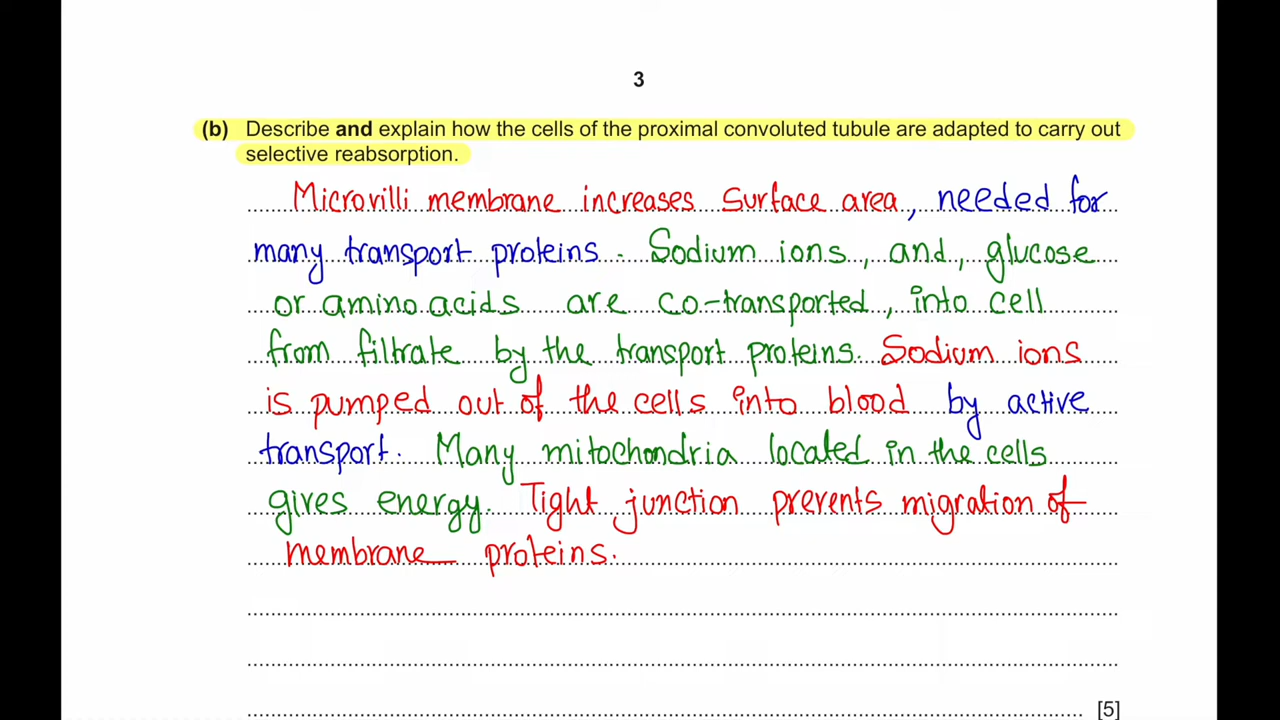 3
(b) Describe and explain how the cells of the proximal convoluted tubule are adapted to carry out
selective reabsorption.
Microvilli membrane increases surface area, needed for
many transport proteins. Sodium ions, and, glucose
or amino acids are co-transported, into cell
from filtrate by the transport proteins. Sodium ions
is pumped out of the cells into blood by active
transport. Many mitochondria located in the cells
gives energy. Tight junction prevents migration of
membrane proteins.
[5]